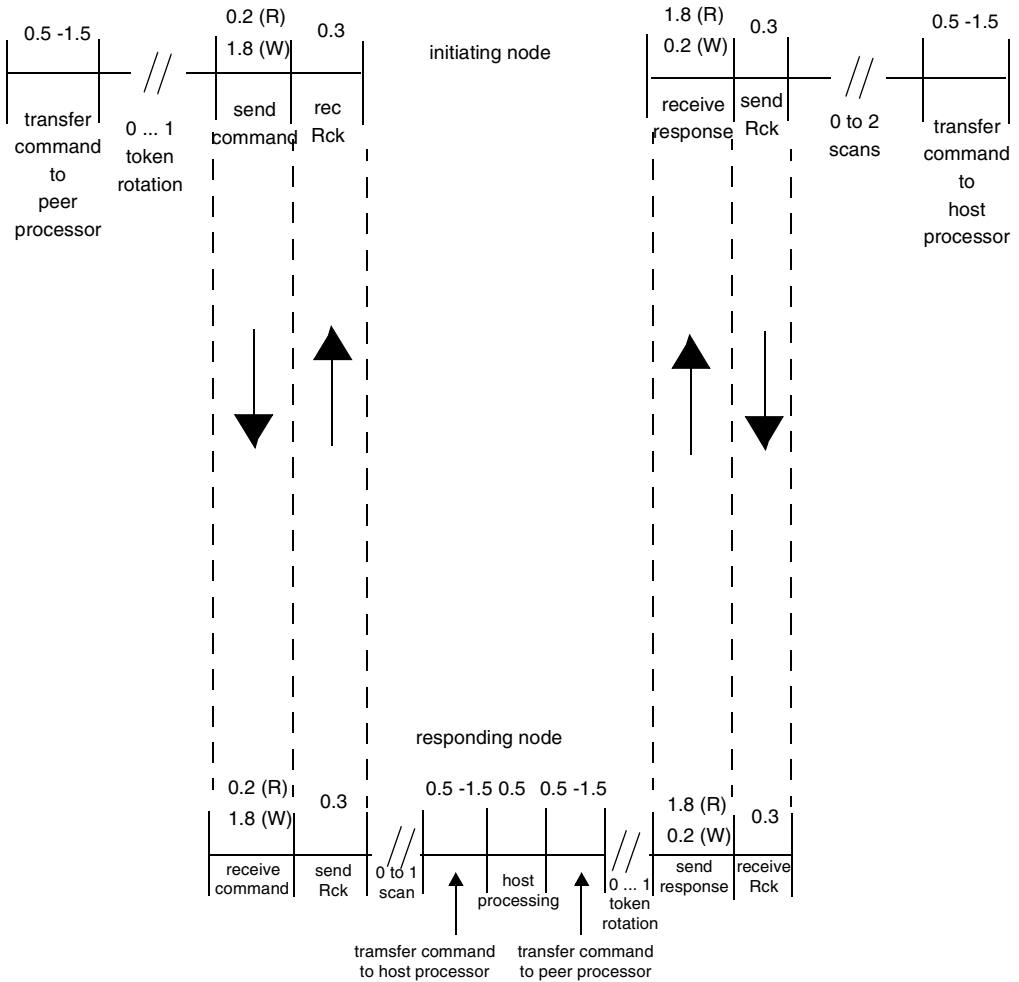 0.5 -1.5
0.2 (R)
1.8 (W)
0.3
initiating node
1.8 (R)
0.2 (W)
0.3
0.5 -1.5
transfer
command
to
peer
processor
0 ... 1
token
rotation
send
command
rec
Rck
receive
response
send
Rck
0 to 2
scans
transfer
command
to
host
processor
responding node
0.2 (R)
1.8 (W)
0.3
0.5 -1.5
0.5
0.5 -1.5
1.8 (R)
0.2 (W)
0.3
receive
command
send
Rck
0 to 1
scan
host
processing
0 ... 1
token
rotation
send
response
receive
Rck
tramsfer command
to host processor
transfer command
to peer processor